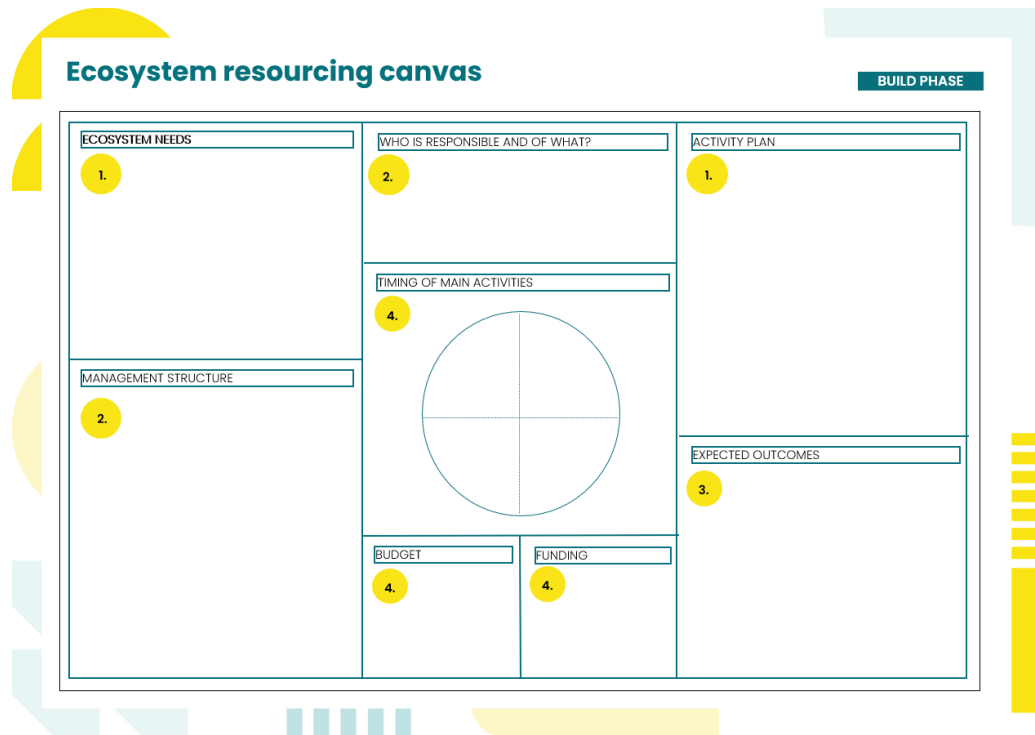 Ecosystem resourcing canvas
BUILD PHASE
ECOSYSTEM NEEDS
1.
MANAGEMENT STRUCTURE
2.
WHO IS RESPONSIBLE AND OF WHAT?
2.
TIMING OF MAIN ACTIVITIES
4.
BUDGET
4.
FUNDING
4.
ACTIVITY PLAN
1.
EXPECTED OUTCOMES
3.